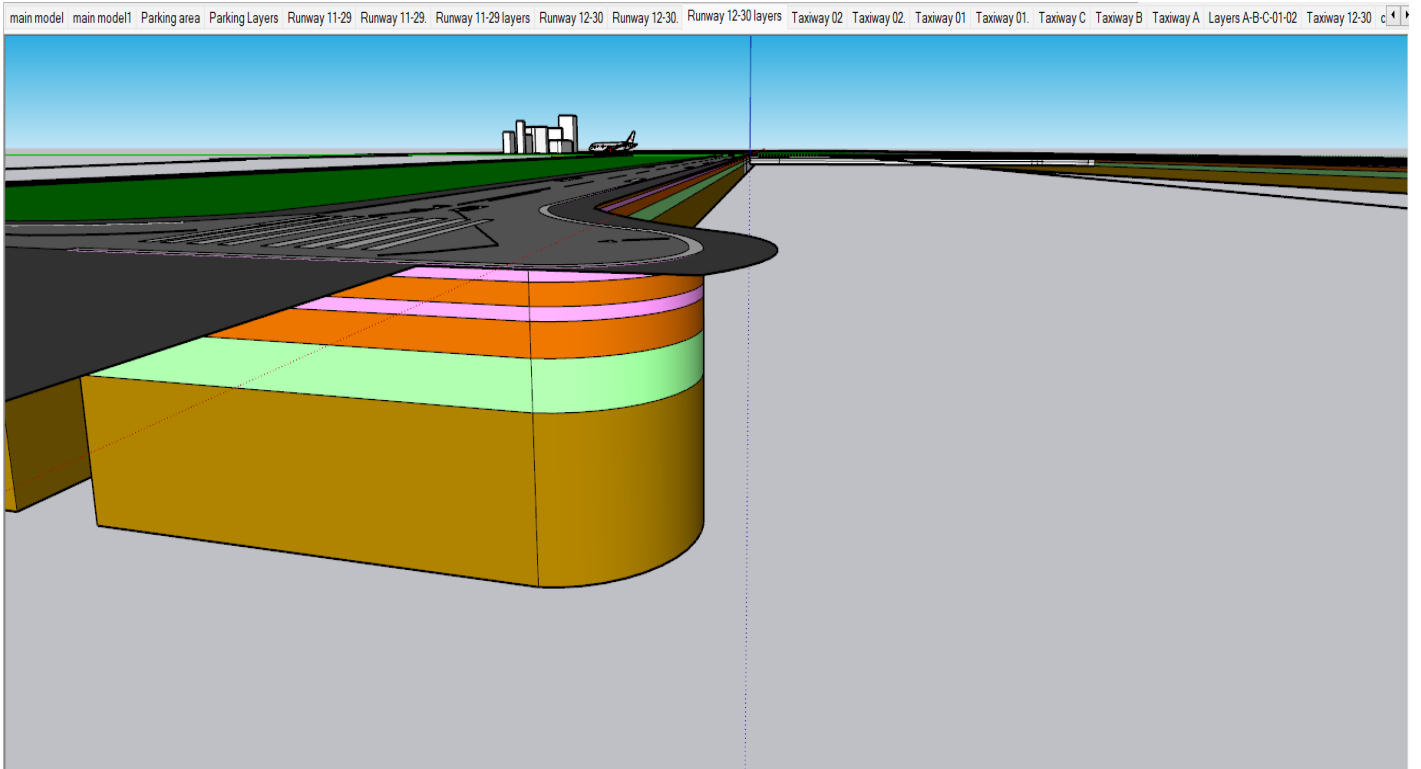 main model main model1 Parking area Parking Layers Runway 11-29 Runway 11-29. Runway 11-29 layers Runway 12-30 Runway 12-30. Runway 12-30 layers Taxiway 02 Taxiway 02. Taxiway 01 Taxiway 01. Taxiway C Taxiway B Taxiway A Layers A-B-C-01-02 Taxiway 12-30 c